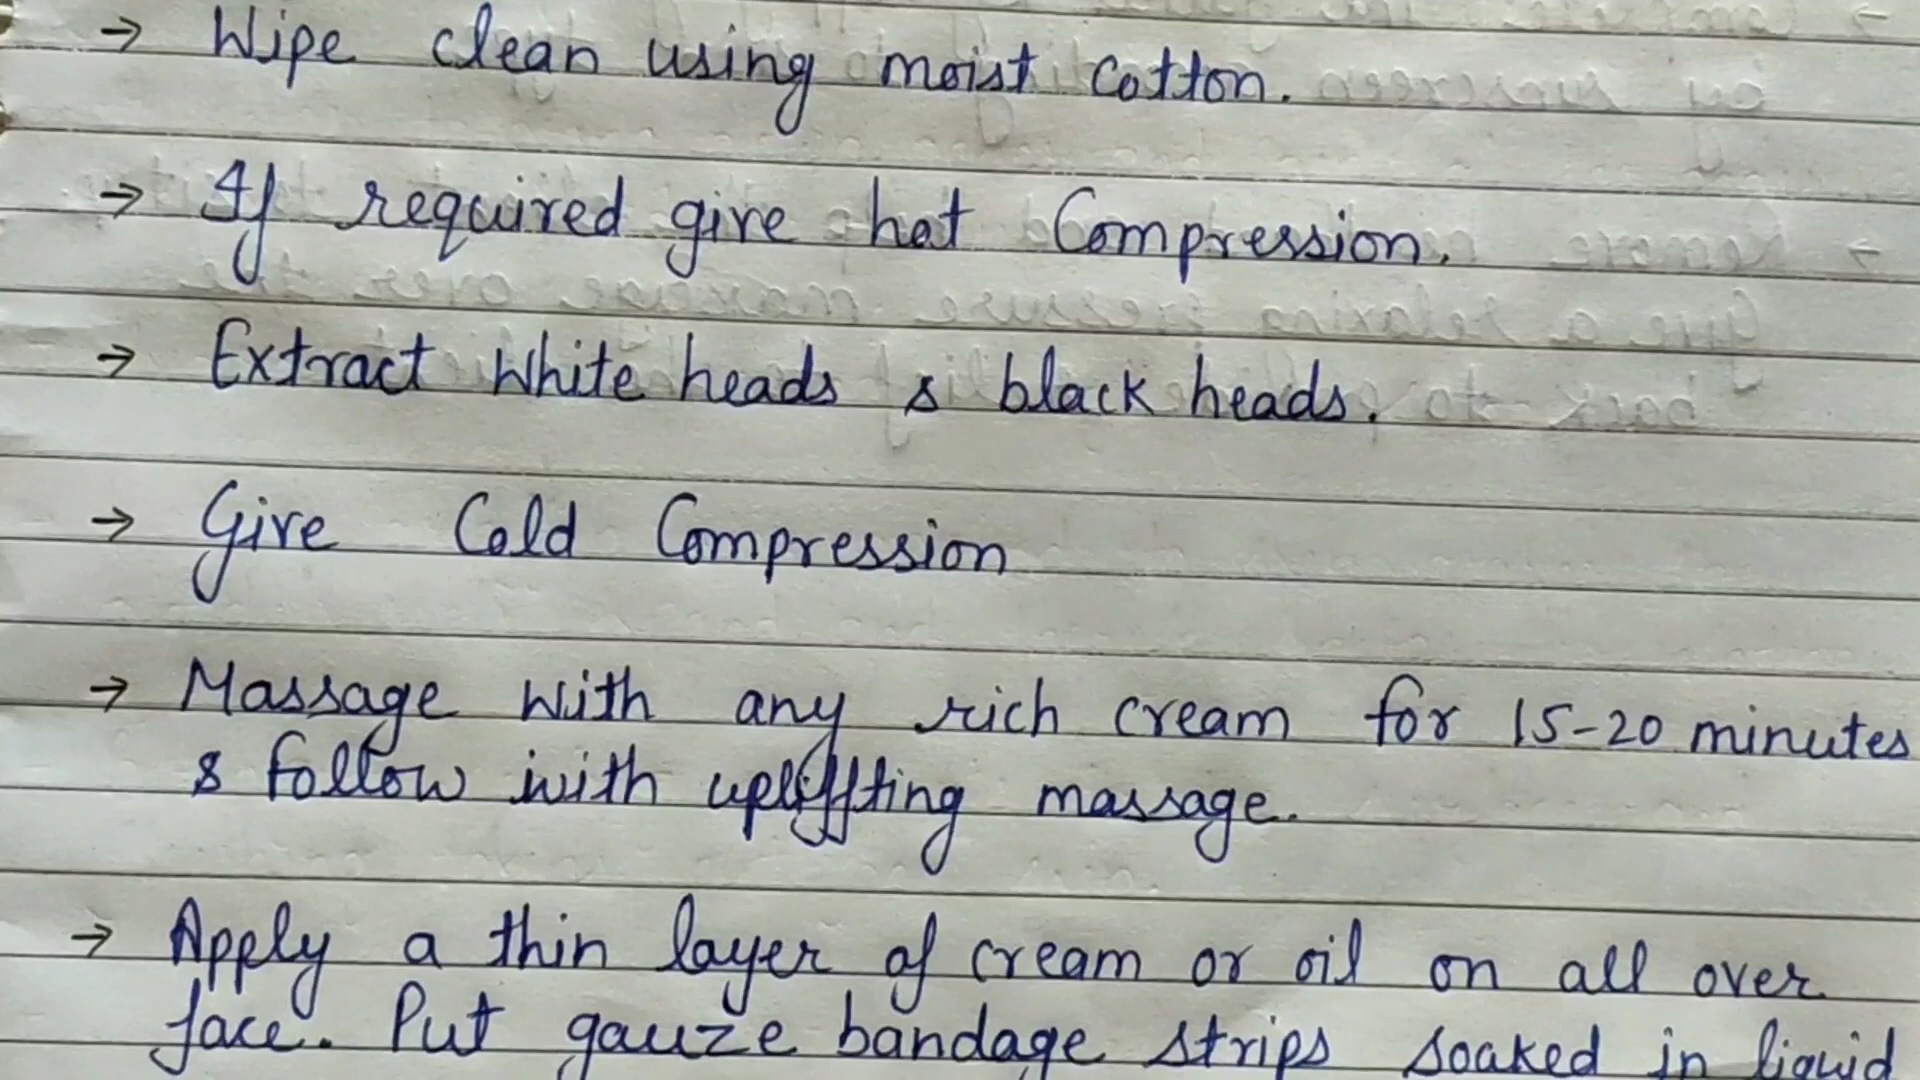 → Wipe clean using moist cotton.
→ If required give hot Compression.
→ Extract White heads & black heads.
→ Give Cold Compression
→ Massage with any rich cream for 15-20 minutes
& follow with upliffting massage.
→ Apply a thin layer of cream or oil on all over
face. Put gauze bandage strips soaked in liquid